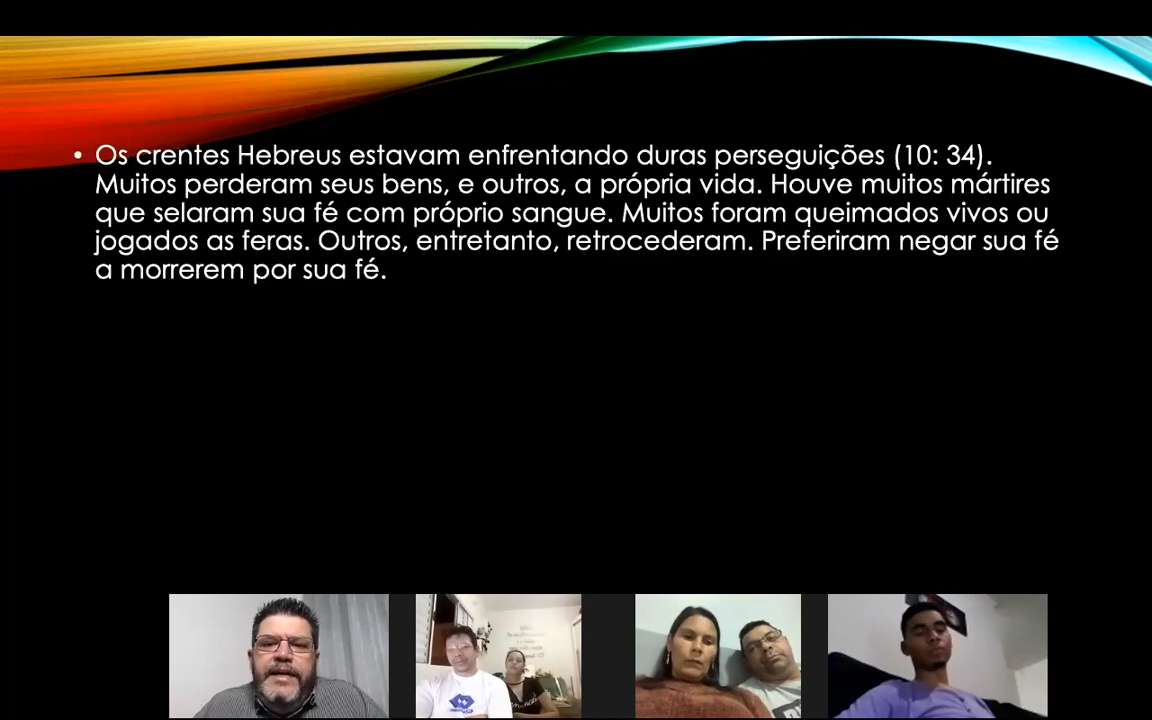 • Os crentes Hebreus estavam enfrentando duras perseguições (10: 34).
Muitos perderam seus bens, e outros, a própria vida. Houve muitos mártires
que selaram sua fé com próprio sangue. Muitos foram queimados vivos ou
jogados as feras. Outros, entretanto, retrocederam. Preferiram negar sua fé
a morrerem por sua fé.